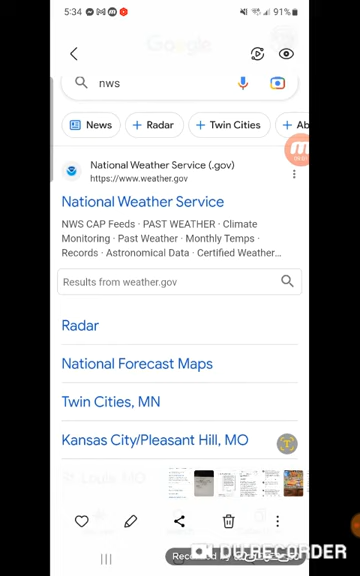 5:34
91%
Google
nws
News
+ Radar
+ Twin Cities
+ Ab
National Weather Service (.gov)
https://www.weather.gov
National Weather Service
NWS CAP Feeds · PAST WEATHER · Climate
Monitoring · Past Weather · Monthly Temps ·
Records · Astronomical Data · Certified Weather...
Results from weather.gov
Radar
National Forecast Maps
Twin Cities, MN
Kansas City/Pleasant Hill, MO
St. Louis, MO
T
DU RECORDER